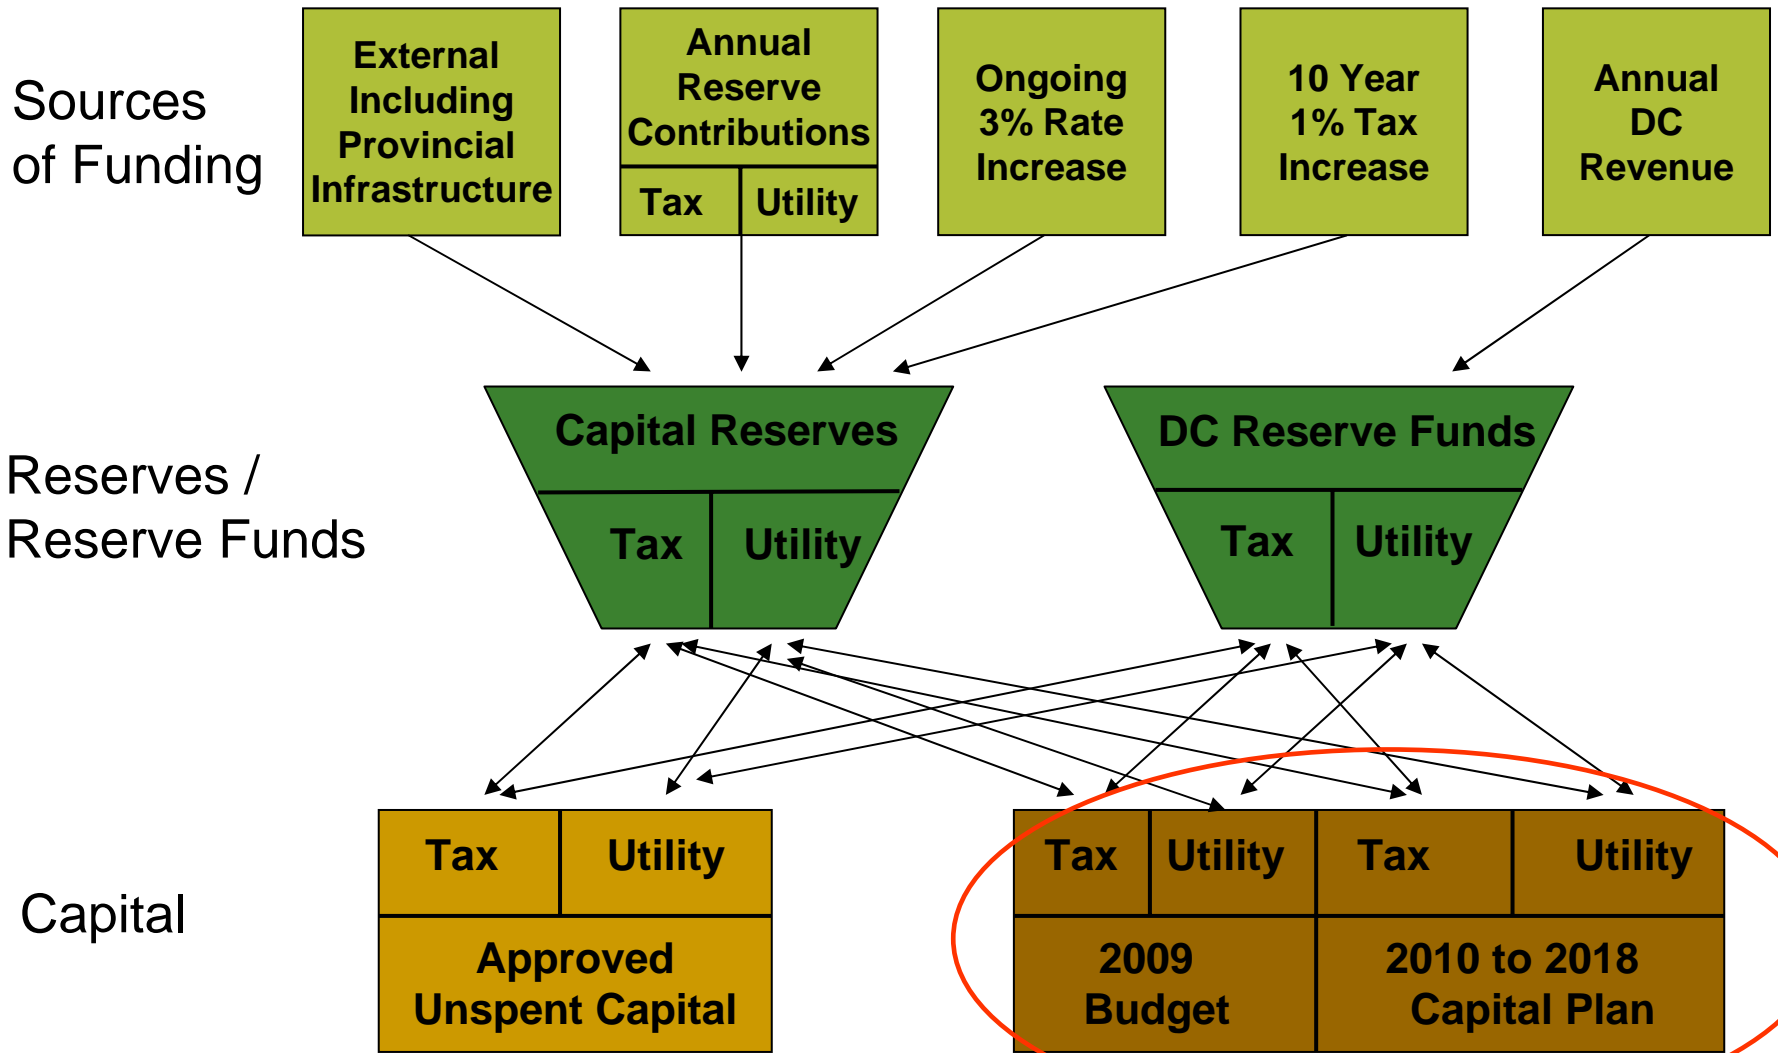 Sources
of Funding
External
Including
Provincial
Infrastructure
Annual
Reserve
Contributions
Tax
Utility
Ongoing
3% Rate
Increase
10 Year
1% Tax
Increase
Annual
DC
Revenue
Reserves /
Reserve Funds
Capital Reserves
Tax
Utility
DC Reserve Funds
Tax
Utility
Capital
Tax
Utility
Approved
Unspent Capital
Tax
Utility
Tax
Utility
2009
Budget
2010 to 2018
Capital Plan